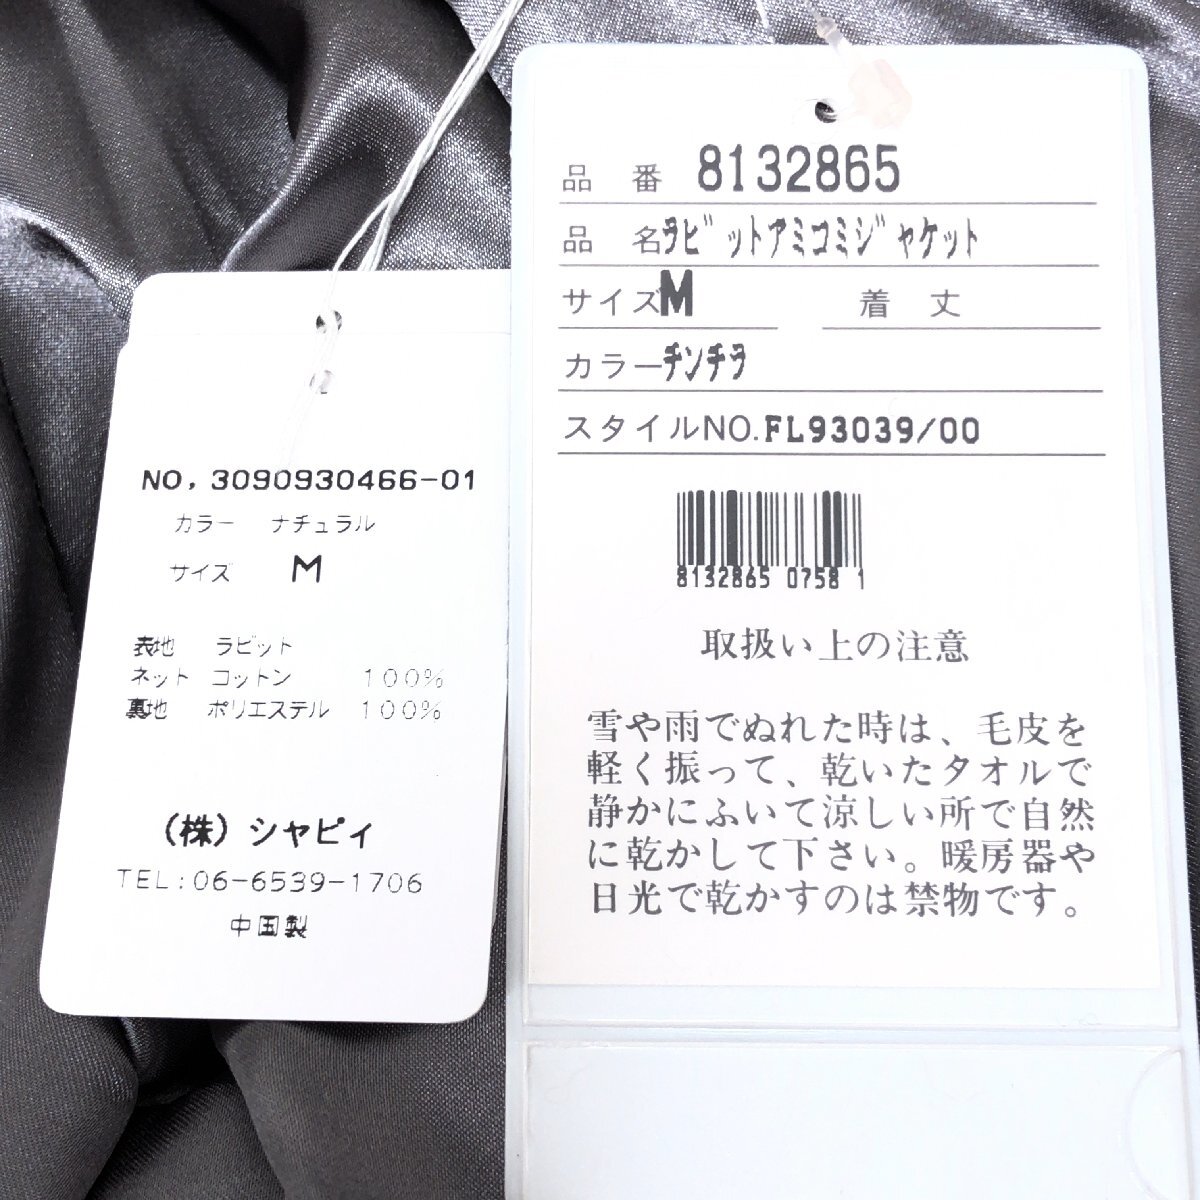 NO, 3090930466-01
カラー ナチュラル
サイズ M
表地 ラビット
ネット コットン 100%
裏地 ポリエステル 100%
(株) シャピィ
TEL:06-6539-1706
中国製
品 番 8132865
品 名 ラビットアミコミジャケット
サイズ M 着 丈
カラー チンチラ
スタイルNO. FL93039/00
8132865 0758 1
取扱い上の注意
雪や雨でぬれた時は、毛皮を
軽く振って、乾いたタオルで
静かにふいて涼しい所で自然
に乾かして下さい。暖房器や
日光で乾かすのは禁物です。